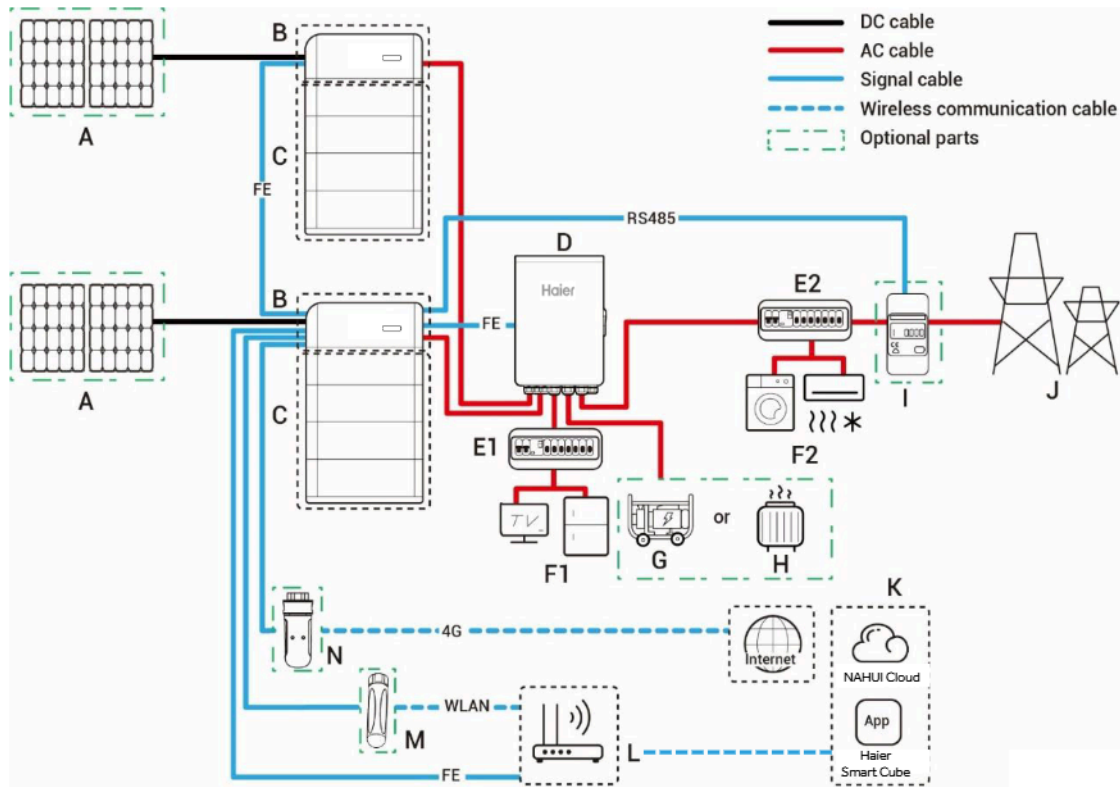 DC cable
AC cable
Signal cable
Wireless communication cable
Optional parts
A
B
C
FE
A
B
C
FE
RS485
D
Haier
E2
I
J
E1
F2
TV
F1
or
G
H
K
N
4G
Internet
NAHUI Cloud
M
WLAN
L
App
Haier
Smart Cube
FE